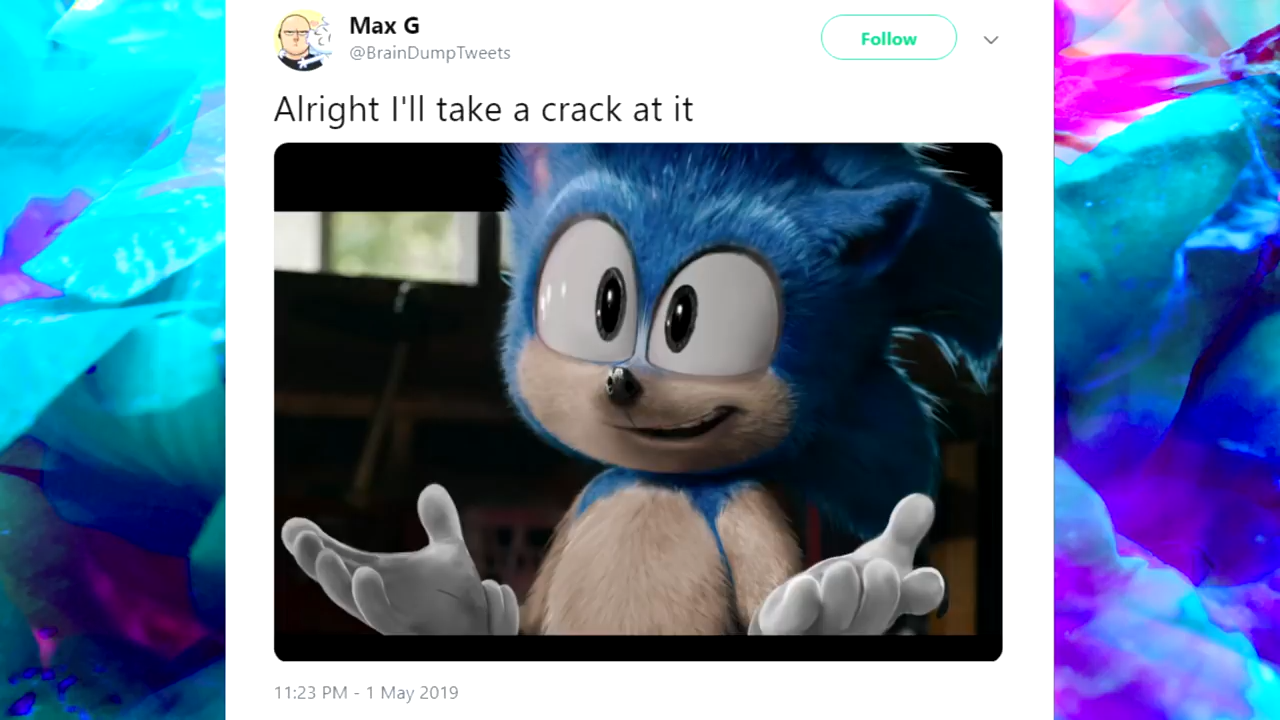 Max G
@BrainDumpTweets
Follow
Alright I'll take a crack at it
11:23 PM - 1 May 2019